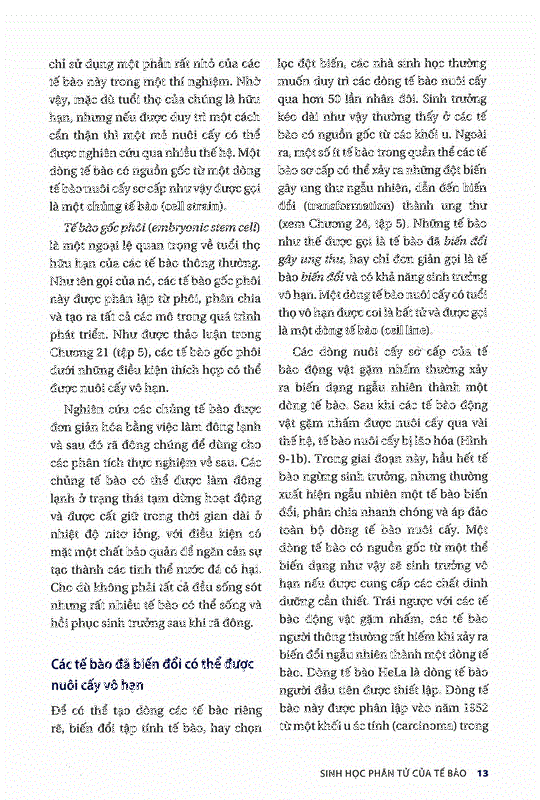 chỉ sử dụng một phần rất nhỏ của các
tế bào này trong một thí nghiệm. Nhờ
vậy, mặc dù tuổi thọ của chúng là hữu
hạn, nhưng nếu được duy trì một cách
cẩn thận thì một mẻ nuôi cấy có thể
được nghiên cứu qua nhiều thế hệ. Một
dòng tế bào có nguồn gốc từ một dòng
tế bào nuôi cấy sơ cấp như vậy được gọi
là một chủng tế bào (cell strain).
Tế bào gốc phôi (embryonic stem cell)
là một ngoại lệ quan trọng về tuổi thọ
hữu hạn của các tế bào thông thường.
Như tên gọi của nó, các tế bào gốc phôi
này được phân lập từ phôi, phân chia
và tạo ra tất cả các mô trong quá trình
phát triển. Như được thảo luận trong
Chương 21 (tập 5), các tế bào gốc phôi
dưới những điều kiện thích hợp có thể
được nuôi cấy vô hạn.
Nghiên cứu các chủng tế bào được
đơn giản hóa bằng việc làm đông lạnh
và sau đó rã đông chúng để dùng cho
các phân tích thực nghiệm về sau. Các
chủng tế bào có thể được làm đông
lạnh ở trạng thái tạm dừng hoạt động
và được cất giữ trong thời gian dài ở
nhiệt độ nitơ lỏng, với điều kiện có
mặt một chất bảo quản để ngăn cản sự
tạo thành các tinh thể nước đá có hại.
Cho dù không phải tất cả đều sống sót
nhưng rất nhiều tế bào có thể sống và
hồi phục sinh trưởng sau khi rã đông.
Các tế bào đã biến đổi có thể được
nuôi cấy vô hạn
Để có thể tạo dòng các tế bào riêng
rẽ, biến đổi tập tính tế bào, hay chọn
lọc đột biến, các nhà sinh học thường
muốn duy trì các dòng tế bào nuôi cấy
qua hơn 50 lần nhân đôi. Sinh trưởng
kéo dài như vậy thường thấy ở các tế
bào có nguồn gốc từ các khối u. Ngoài
ra, một số ít tế bào trong quần thể các tế
bào sơ cấp có thể xảy ra những đột biến
gây ung thư ngẫu nhiên, dẫn đến biến
đổi (transformation) thành ung thư
(xem Chương 24, tập 5). Những tế bào
như thế được gọi là tế bào đã biến đổi
gây ung thư, hay chỉ đơn giản gọi là tế
bào biến đổi và có khả năng sinh trưởng
vô hạn. Một dòng tế bào nuôi cấy có tuổi
thọ vô hạn được coi là bất tử và được gọi
là một dòng tế bào (cell line).
Các dòng nuôi cấy sơ cấp của tế
bào động vật gặm nhấm thường xảy
ra biến dạng ngẫu nhiên thành một
dòng tế bào. Sau khi các tế bào động
vật gặm nhấm được nuôi cấy qua vài
thế hệ, tế bào nuôi cấy bị lão hóa (Hình
9-1b). Trong giai đoạn này, hầu hết tế
bào ngừng sinh trưởng, nhưng thường
xuất hiện ngẫu nhiên một tế bào biến
đổi, phân chia nhanh chóng và áp đảo
toàn bộ dòng tế bào nuôi cấy. Một
dòng tế bào có nguồn gốc từ một thể
biến dạng như vậy sẽ sinh trưởng vô
hạn nếu được cung cấp các chất dinh
dưỡng cần thiết. Trái ngược với các tế
bào động vật gặm nhấm, các tế bào
người thông thường rất hiếm khi xảy ra
biến đổi ngẫu nhiên thành một dòng tế
bào. Dòng tế bào HeLa là dòng tế bào
người đầu tiên được thiết lập. Dòng tế
bào này được phân lập vào năm 1952
từ một khối u ác tính (carcinoma) trong
SINH HỌC PHÂN TỬ CỦA TẾ BÀO 13